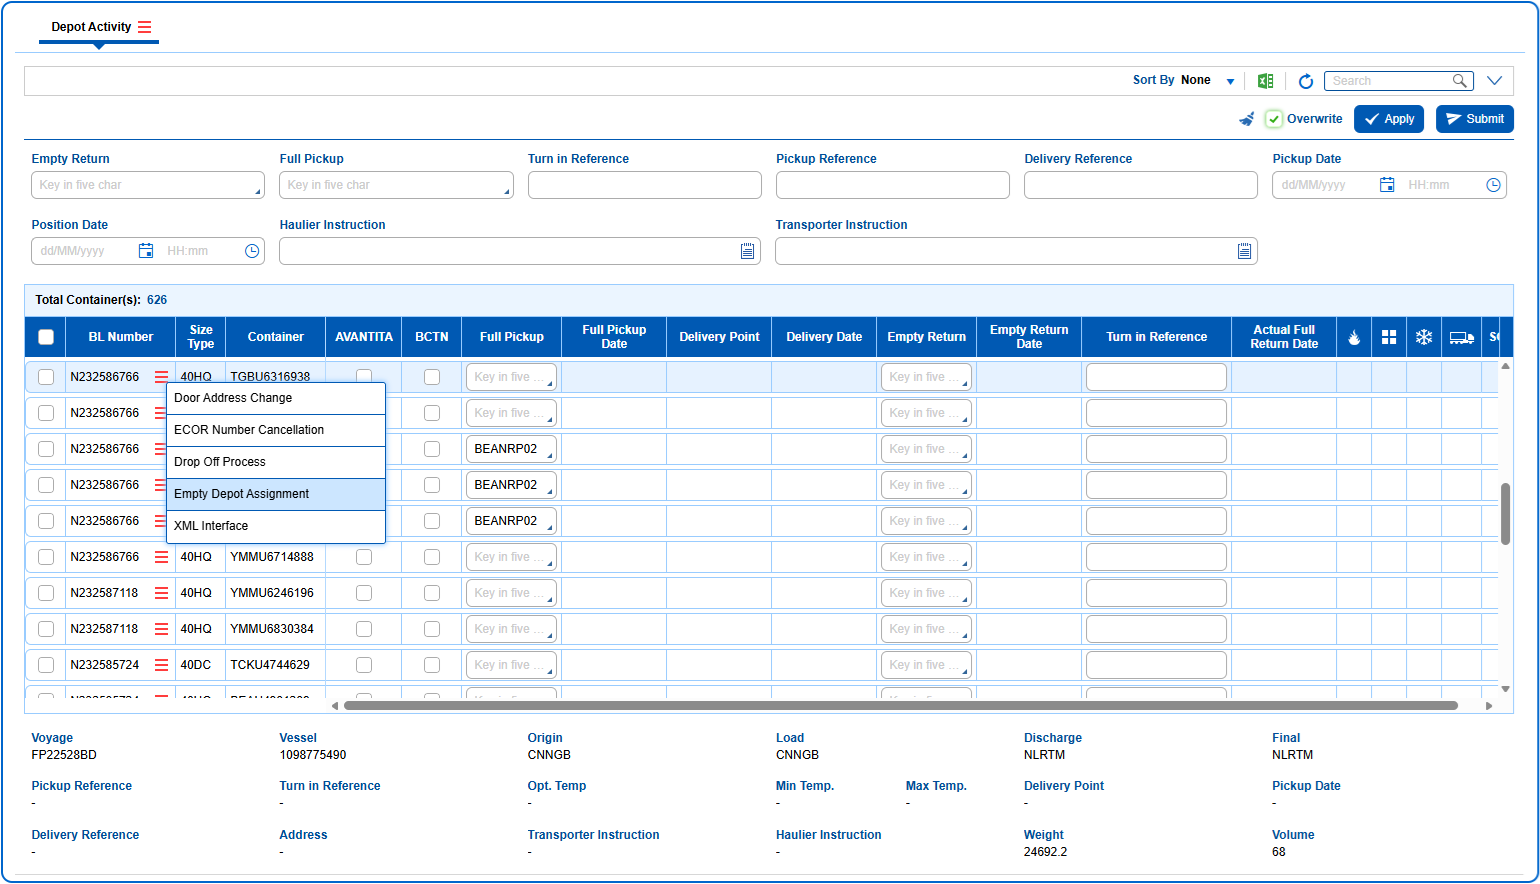 Depot Activity
Sort By None Search
Overwrite Apply Submit
Empty Return Full Pickup Turn in Reference Pickup Reference Delivery Reference Pickup Date
Key in five char Key in five char dd/MM/yyyy HH:mm
Position Date Haulier Instruction Transporter Instruction
dd/MM/yyyy HH:mm
Total Container(s): 626
BL Number Size Type Container AVANTITA BCTN Full Pickup Full Pickup Date Delivery Point Delivery Date Empty Return Empty Return Date Turn in Reference Actual Full Return Date
N232586766 40HQ TGBU6316938 Key in five ... Key in five ...
N232586766 Key in five ... Key in five ...
N232586766 BEANRP02 Key in five ...
N232586766 BEANRP02 Key in five ...
N232586766 BEANRP02 Key in five ...
Door Address Change
ECOR Number Cancellation
Drop Off Process
Empty Depot Assignment
XML Interface
N232586766 40HQ YMMU6714888 Key in five ... Key in five ...
N232587118 40HQ YMMU6246196 Key in five ... Key in five ...
N232587118 40HQ YMMU6830384 Key in five ... Key in five ...
N232585724 40DC TCKU4744629 Key in five ... Key in five ...
Voyage Vessel Origin Load Discharge Final
FP22528BD 1098775490 CNNGB CNNGB NLRTM NLRTM
Pickup Reference Turn in Reference Opt. Temp Min Temp. Max Temp. Delivery Point Pickup Date
- - - - - - -
Delivery Reference Address Transporter Instruction Haulier Instruction Weight Volume
- - - - 24692.2 68